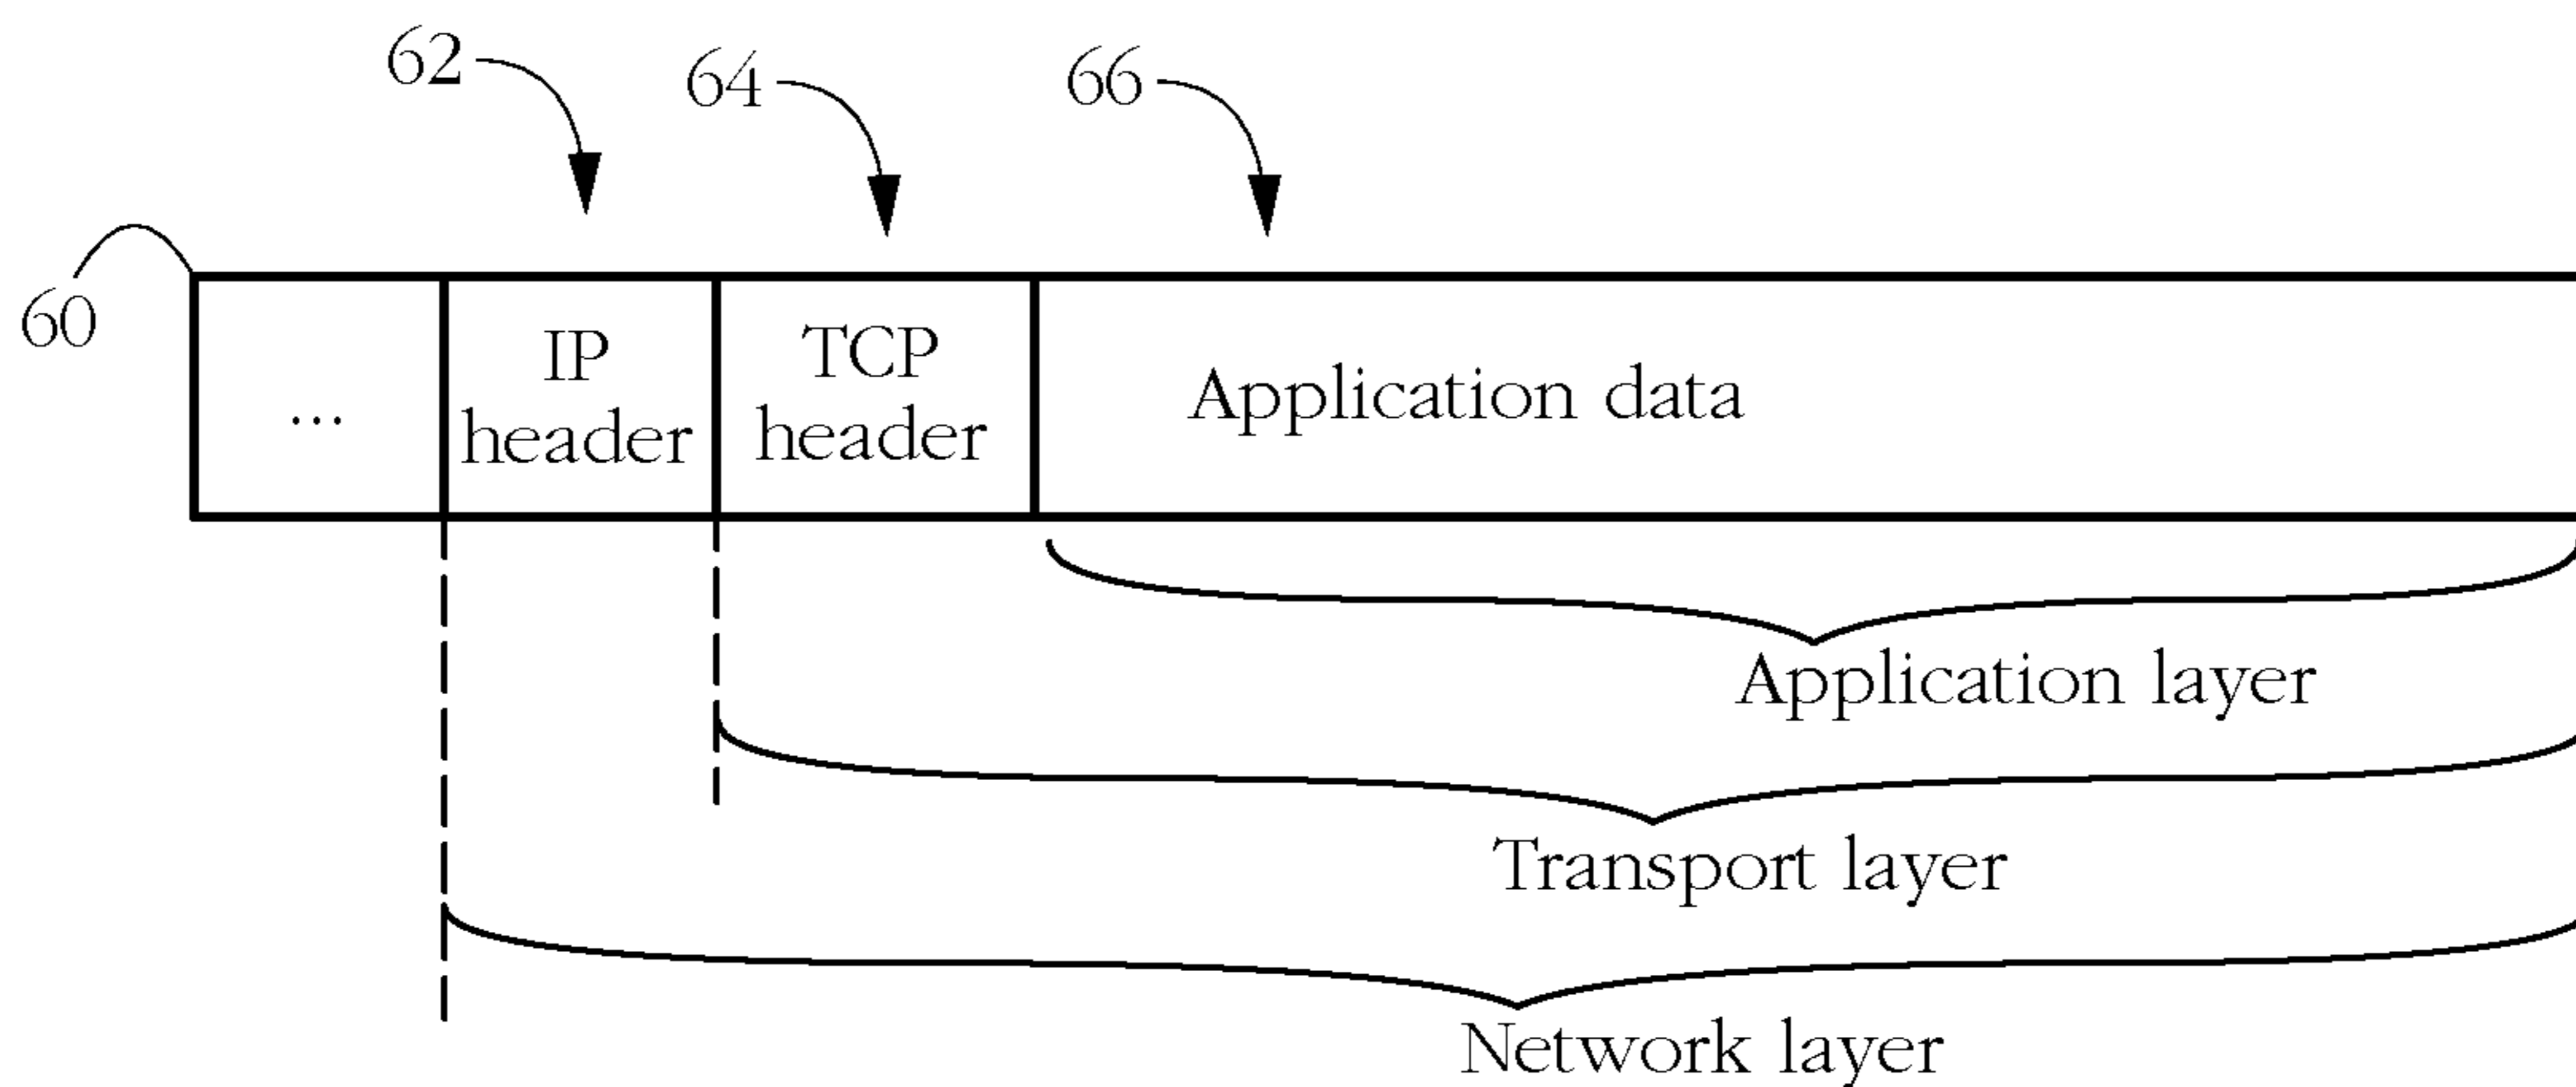 62
64
66
60
...
IP
header
TCP
header
Application data
Application layer
Transport layer
Network layer